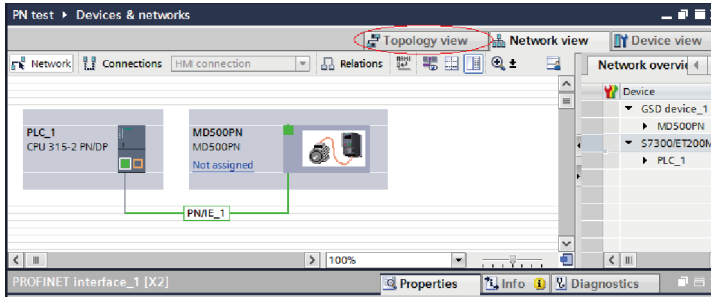 PN test ▸ Devices & networks
Topology view Network view Device view
Network Connections HMI connection Relations Network overvie
Device
GSD device_1
MD500PN
S7300/ET200M
PLC_1
PLC_1
CPU 315-2 PN/DP
MD500PN
MD500PN
Not assigned
PN/IE_1
100%
PROFINET interface_1 [X2] Properties Info Diagnostics